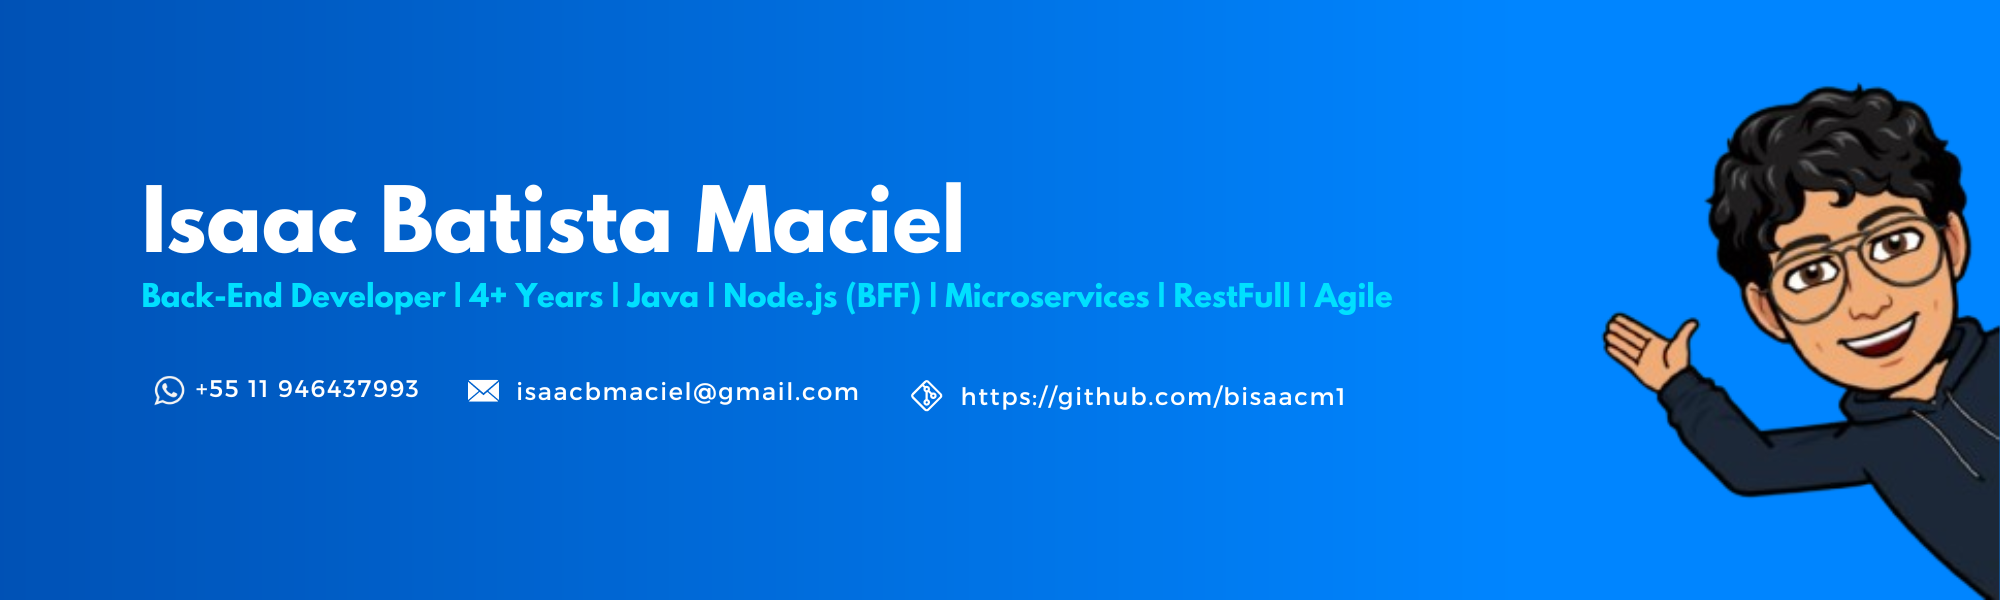 Isaac Batista Maciel
Back-End Developer | 4+ Years | Java | Node.js (BFF) | Microservices | RestFull | Agile
+55 11 946437993 isaacbmaciel@gmail.com https://github.com/bisaacm1